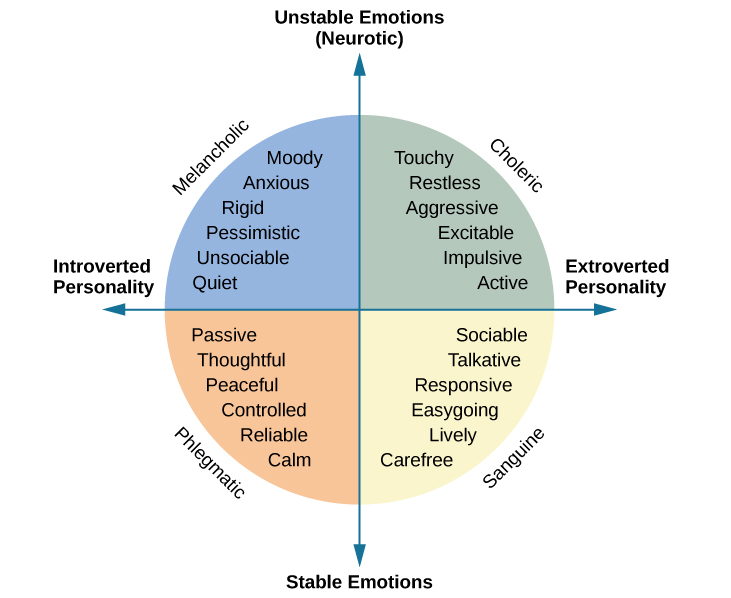 Unstable Emotions
(Neurotic)
Melancholic
Choleric
Moody
Anxious
Rigid
Pessimistic
Unsociable
Quiet
Touchy
Restless
Aggressive
Excitable
Impulsive
Active
Introverted
Personality
Extroverted
Personality
Passive
Thoughtful
Peaceful
Controlled
Reliable
Calm
Sociable
Talkative
Responsive
Easygoing
Lively
Carefree
Phlegmatic
Sanguine
Stable Emotions